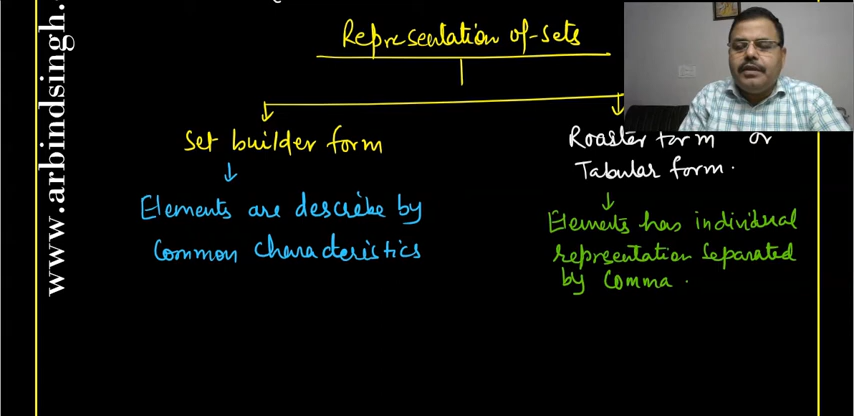 www.arbindsingh.
Representation of sets
Set builder form
Elements are describe by
Common characteristics
Roaster form or
Tabular form.
Elements has individual
reprsentation separated
by comma.